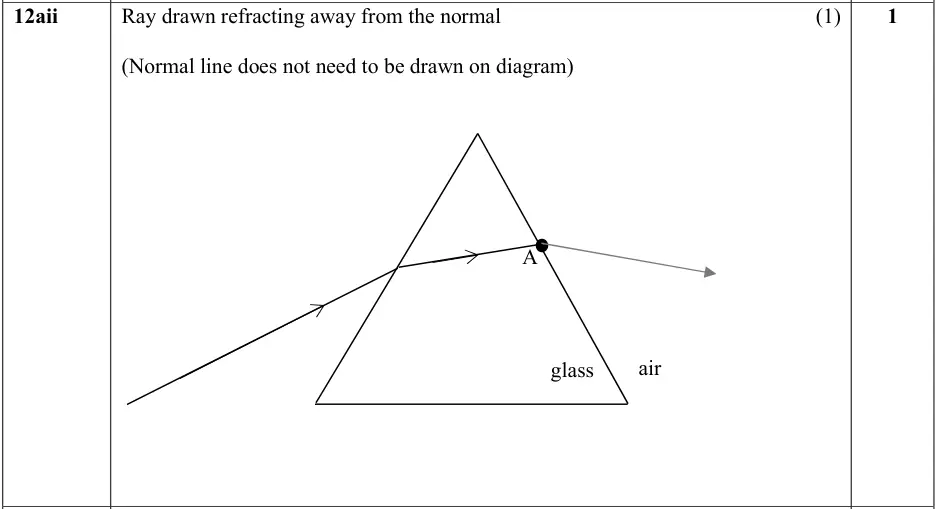 12aii Ray drawn refracting away from the normal (1) 1
(Normal line does not need to be drawn on diagram)
A
glass air